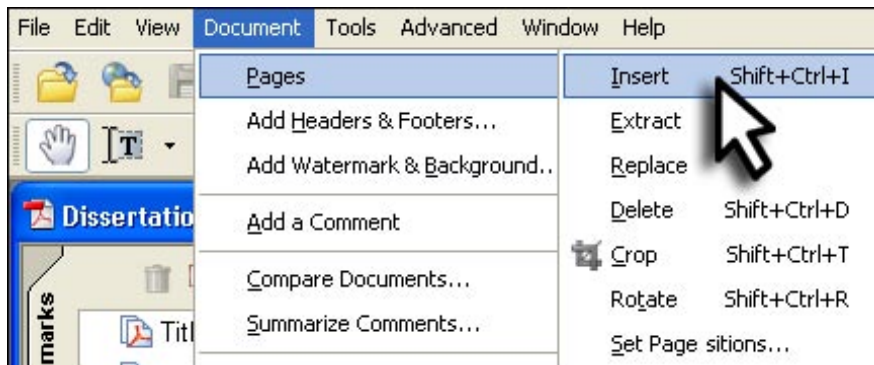 File Edit View Document Tools Advanced Window Help
Pages
Insert Shift+Ctrl+I
Add Headers & Footers...
Extract
Add Watermark & Background..
Replace
Dissertatio
Add a Comment
Delete Shift+Ctrl+D
Crop Shift+Ctrl+T
Compare Documents...
Rotate Shift+Ctrl+R
marks
Titl
Summarize Comments...
Set Page sitions...